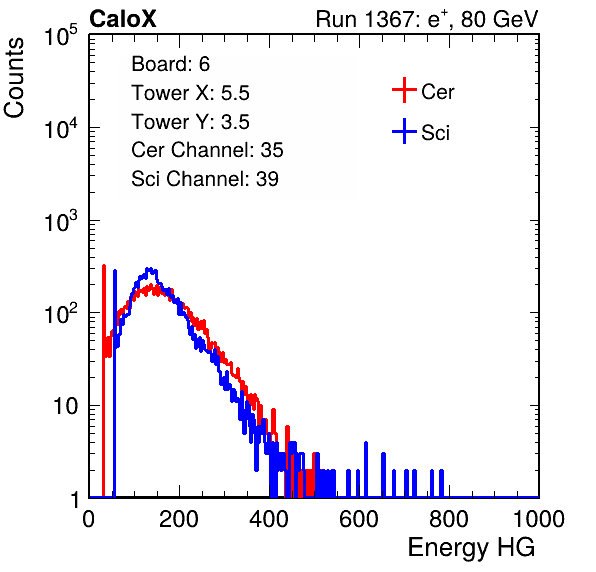 CaloX Run 1367: e⁺, 80 GeV
Counts
10⁵
10⁴
10³
10²
10
1
Board: 6
Tower X: 5.5
Tower Y: 3.5
Cer Channel: 35
Sci Channel: 39
Cer
Sci
0 200 400 600 800 1000
Energy HG